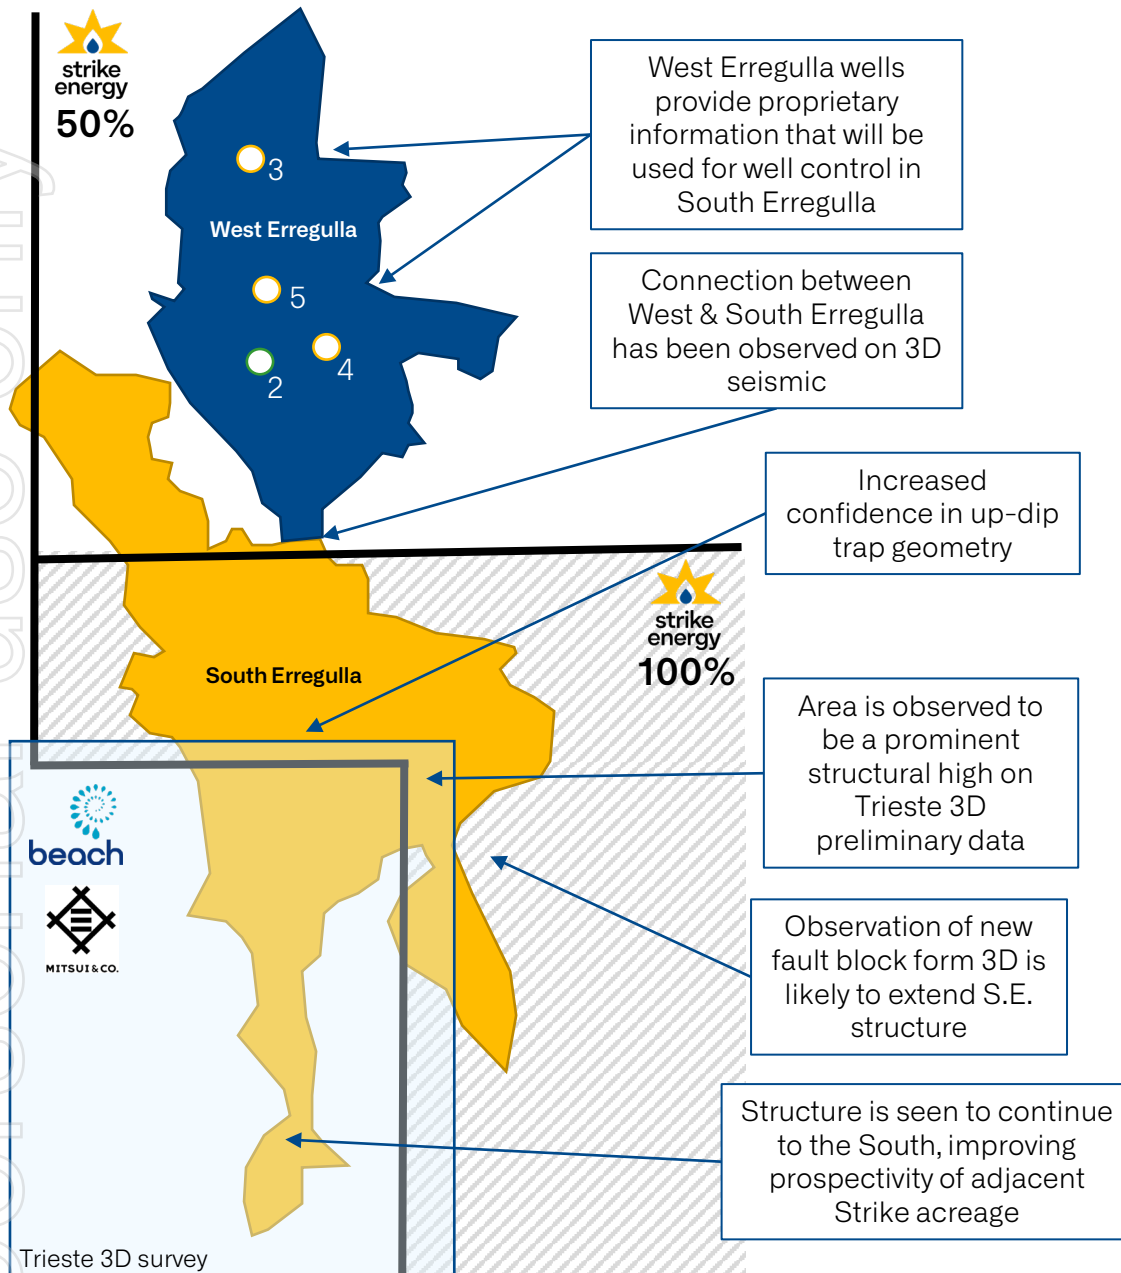 strike
energy
50%
West Erregulla wells
provide proprietary
information that will be
used for well control in
South Erregulla
3
West Erregulla
5
4
2
Connection between
West & South Erregulla
has been observed on 3D
seismic
Increased
confidence in up-dip
trap geometry
strike
energy
100%
South Erregulla
Area is observed to
be a prominent
structural high on
Trieste 3D
preliminary data
beach
MITSUI & CO.
Observation of new
fault block form 3D is
likely to extend S.E.
structure
Structure is seen to continue
to the South, improving
prospectivity of adjacent
Strike acreage
Trieste 3D survey